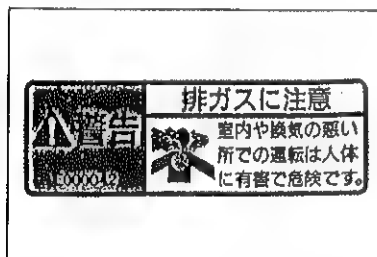 排ガスに注意
警告
室内や換気の悪い
所での運転は人体
に有害で危険です。